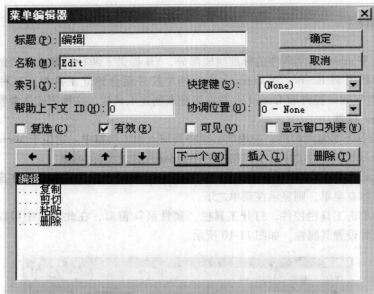 菜单编辑器
标题(P): 编辑
确定
名称(M): Edit
取消
索引(X):
快捷键(S): (None)
帮助上下文 ID(H): 0
协调位置(O): 0 - None
复选(C) 有效(E) 可见(V) 显示窗口列表(W)
下一个(N) 插入(I) 删除(T)
编辑
....复制
....剪切
....粘贴
....删除